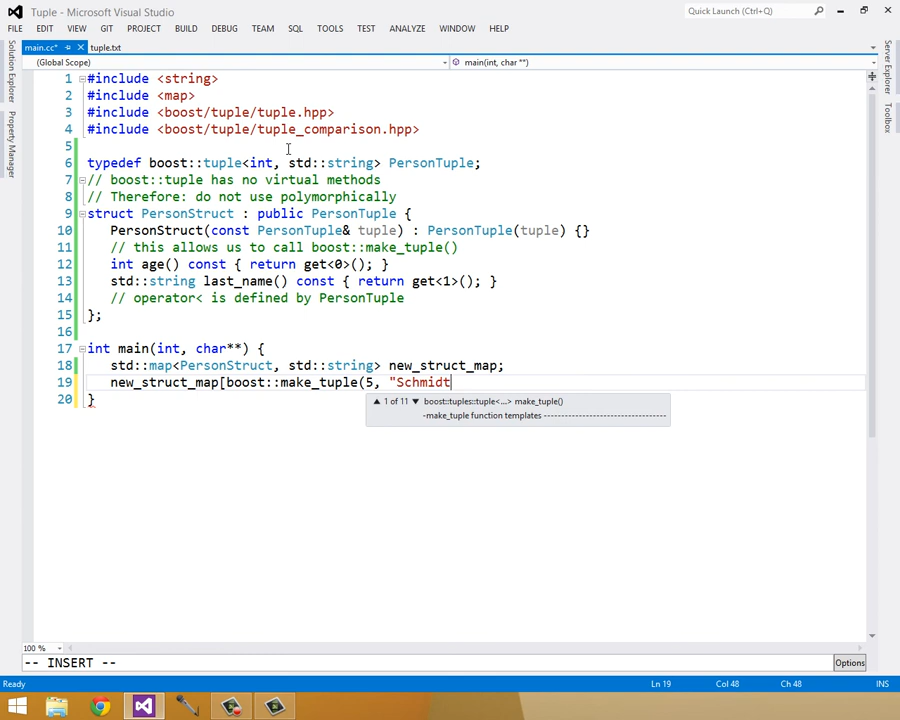 Tuple - Microsoft Visual Studio
Quick Launch (Ctrl+Q)
FILE EDIT VIEW GIT PROJECT BUILD DEBUG TEAM SQL TOOLS TEST ANALYZE WINDOW HELP
main.cc* tuple.txt
(Global Scope) main(int, char **)
Solution Explorer
Property Manager
Server Explorer
Toolbox
1 #include <string>
2 #include <map>
3 #include <boost/tuple/tuple.hpp>
4 #include <boost/tuple/tuple_comparison.hpp>
5
6 typedef boost::tuple<int, std::string> PersonTuple;
7 // boost::tuple has no virtual methods
8 // Therefore: do not use polymorphically
9 struct PersonStruct : public PersonTuple {
10 PersonStruct(const PersonTuple& tuple) : PersonTuple(tuple) {}
11 // this allows us to call boost::make_tuple()
12 int age() const { return get<0>(); }
13 std::string last_name() const { return get<1>(); }
14 // operator< is defined by PersonTuple
15 };
16
17 int main(int, char**) {
18 std::map<PersonStruct, std::string> new_struct_map;
19 new_struct_map[boost::make_tuple(5, "Schmidt
20 }
▲ 1 of 11 ▼ boost::tuples::tuple<...> make_tuple()
-make_tuple function templates -----------------------------------
100 %
-- INSERT --
Options
Ready Ln 19 Col 48 Ch 48 INS